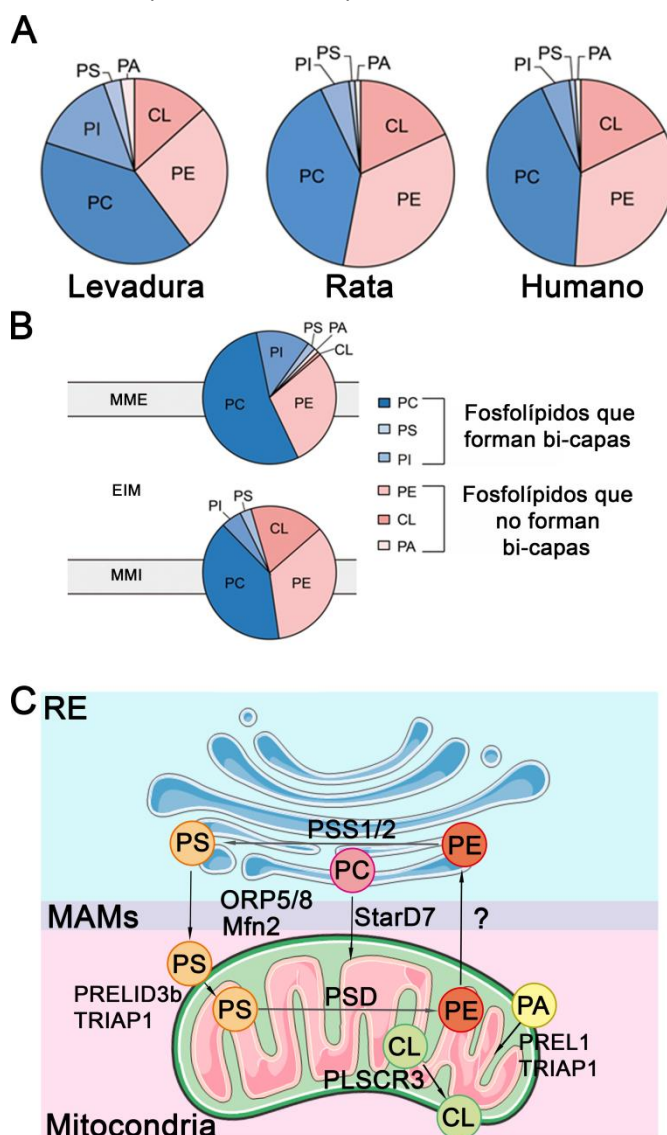 A
PS
PA
PI
CL
PE
PC
Levadura
PS
PA
PI
CL
PE
PC
Rata
PS
PA
PI
CL
PE
PC
Humano
B
MME
PS
PA
CL
PI
PC
PE
EIM
PS
PI
CL
PC
PE
MMI
PC
PS
PI
Fosfolípidos que
forman bi-capas
PE
CL
PA
Fosfolípidos que
no forman
bi-capas
C
RE
PS
PSS1/2
PE
PC
MAMs
ORP5/8
Mfn2
StarD7
?
PS
PRELID3b
TRIAP1
PS
PSD
PE
PA
PREL1
TRIAP1
CL
PLSCR3
CL
Mitocondria